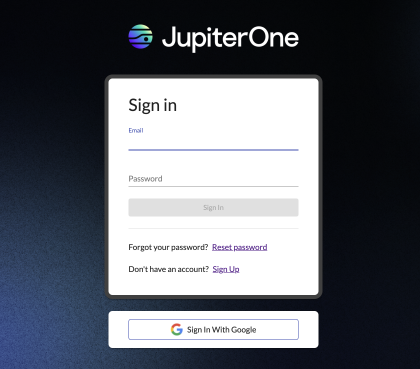 JupiterOne
Sign in
Email
Password
Sign In
Forgot your password? Reset password
Don't have an account? Sign Up
Sign In With Google